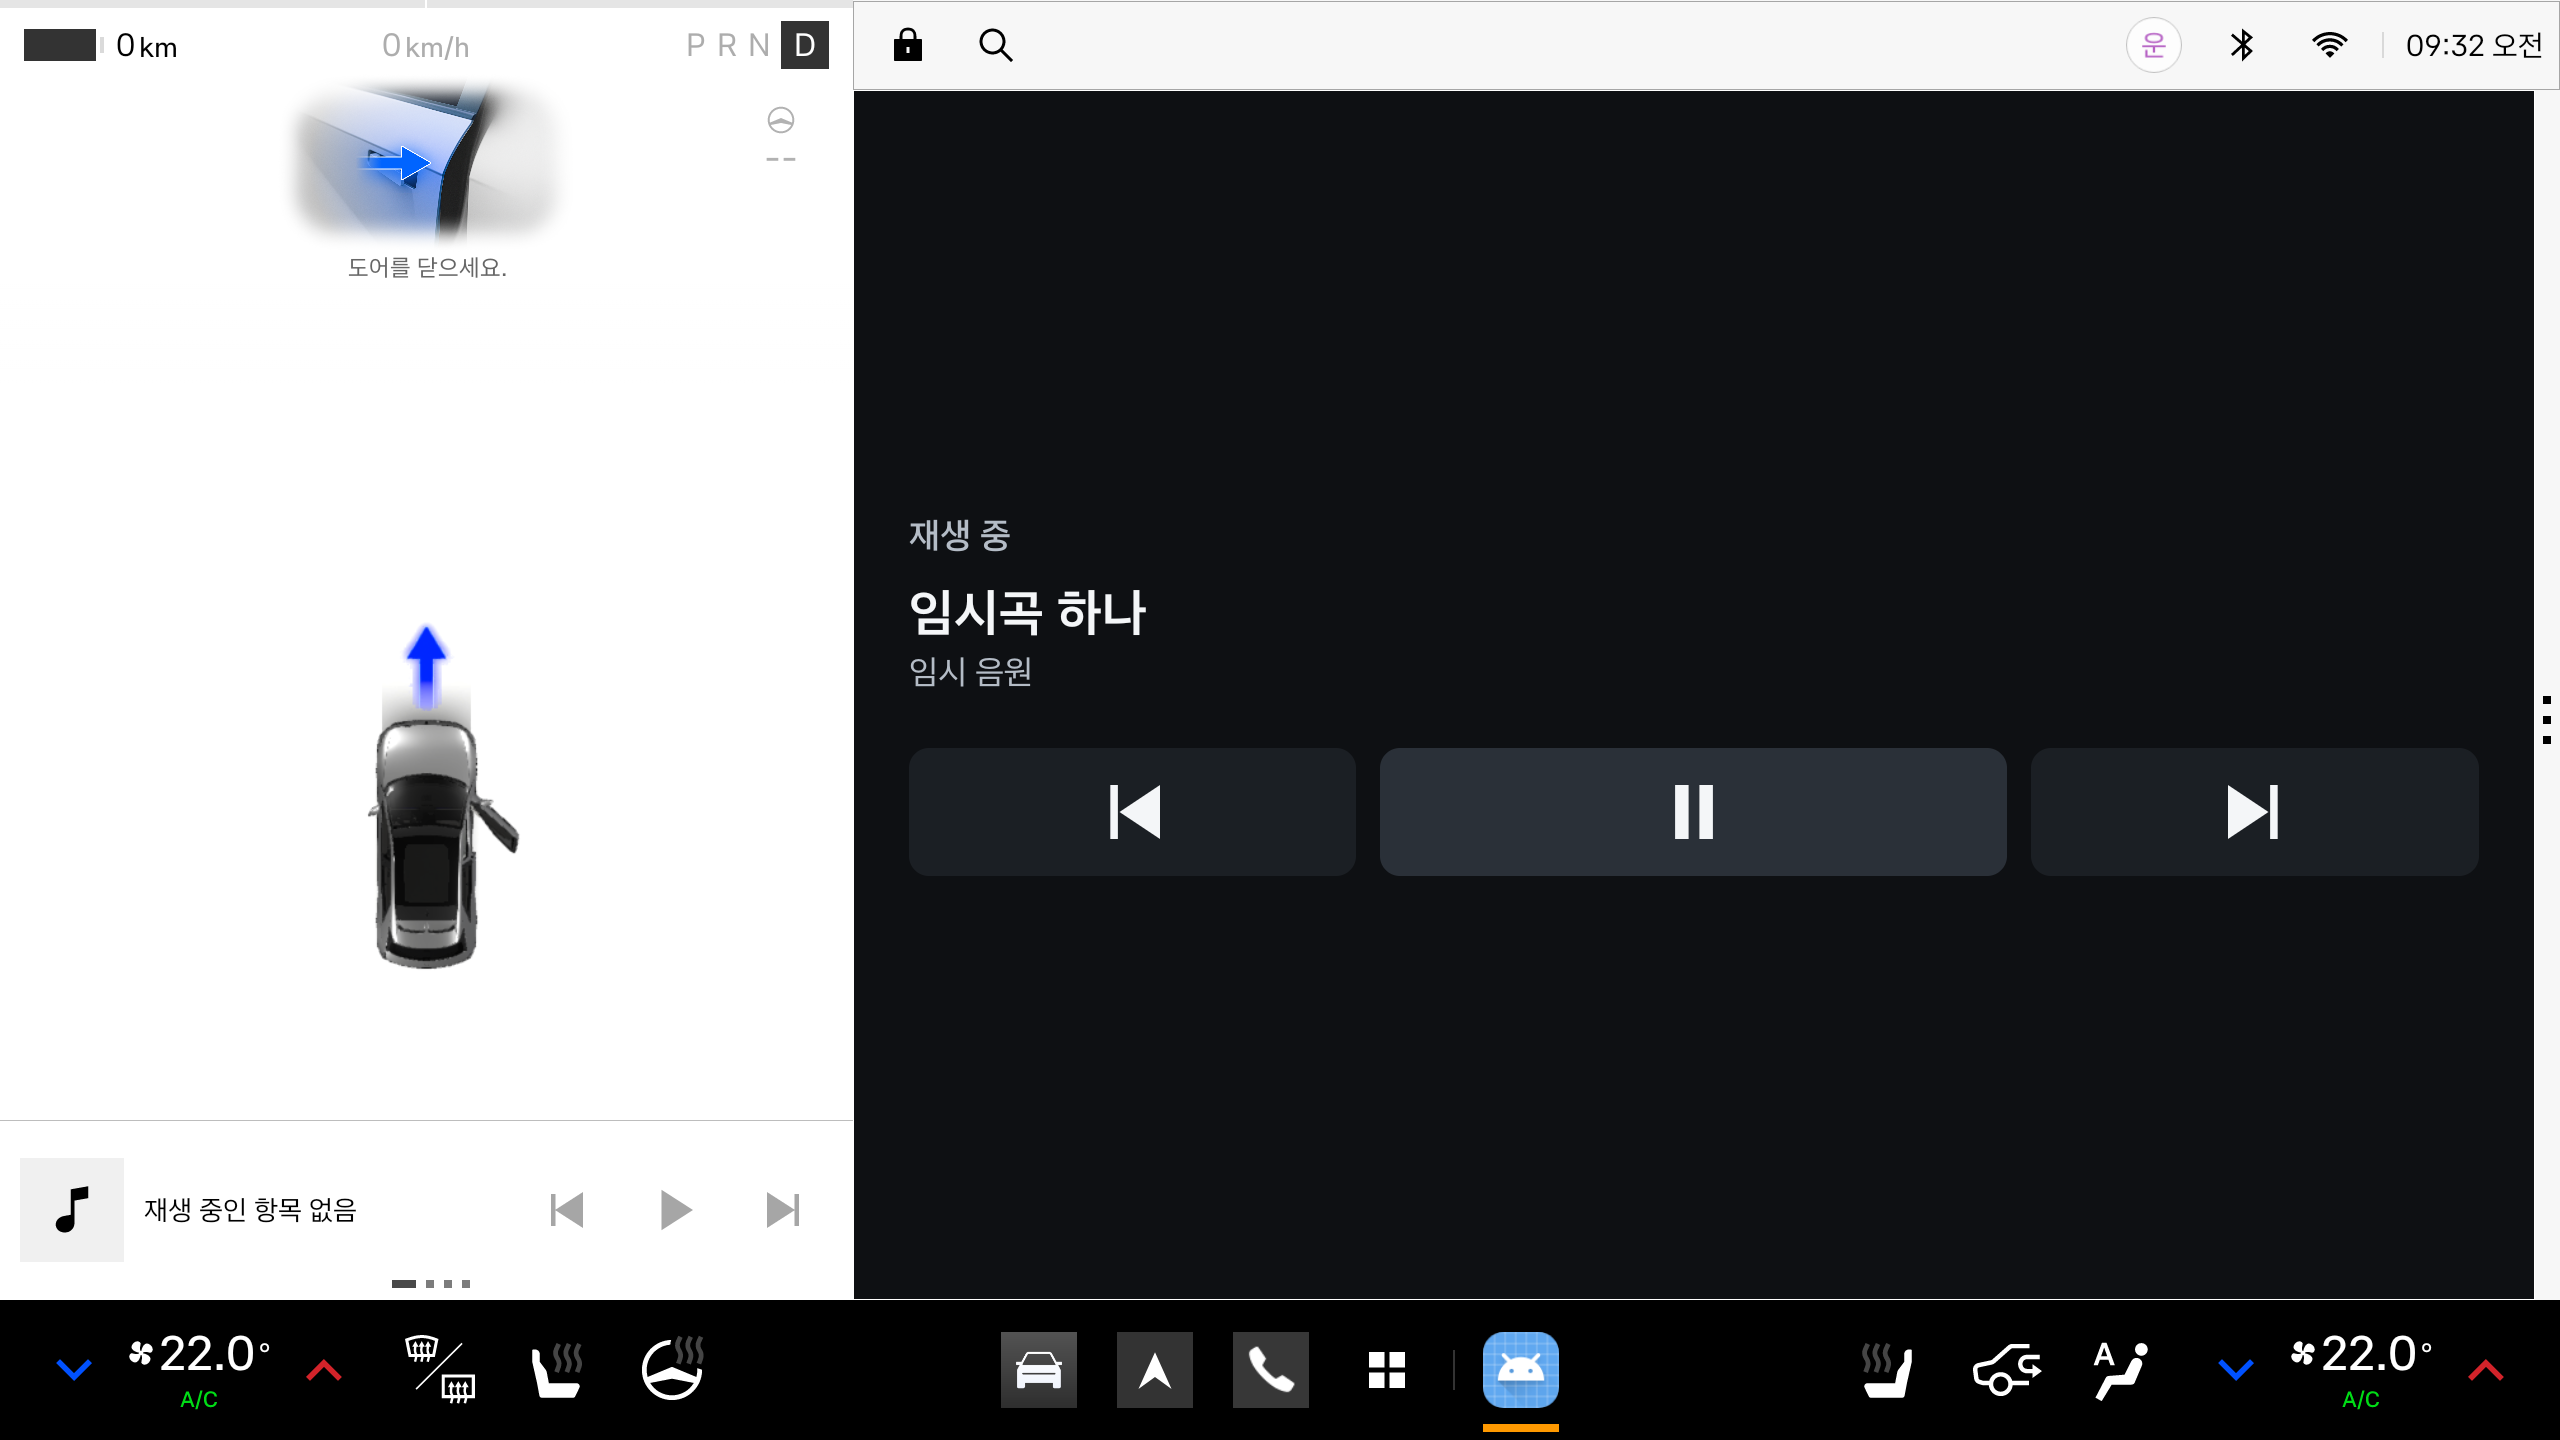 0 km
0 km/h
P R N D
--
도어를 닫으세요.
재생 중인 항목 없음
운
09:32 오전
재생 중
임시곡 하나
임시 음원
22.0°
A/C
A
22.0°
A/C